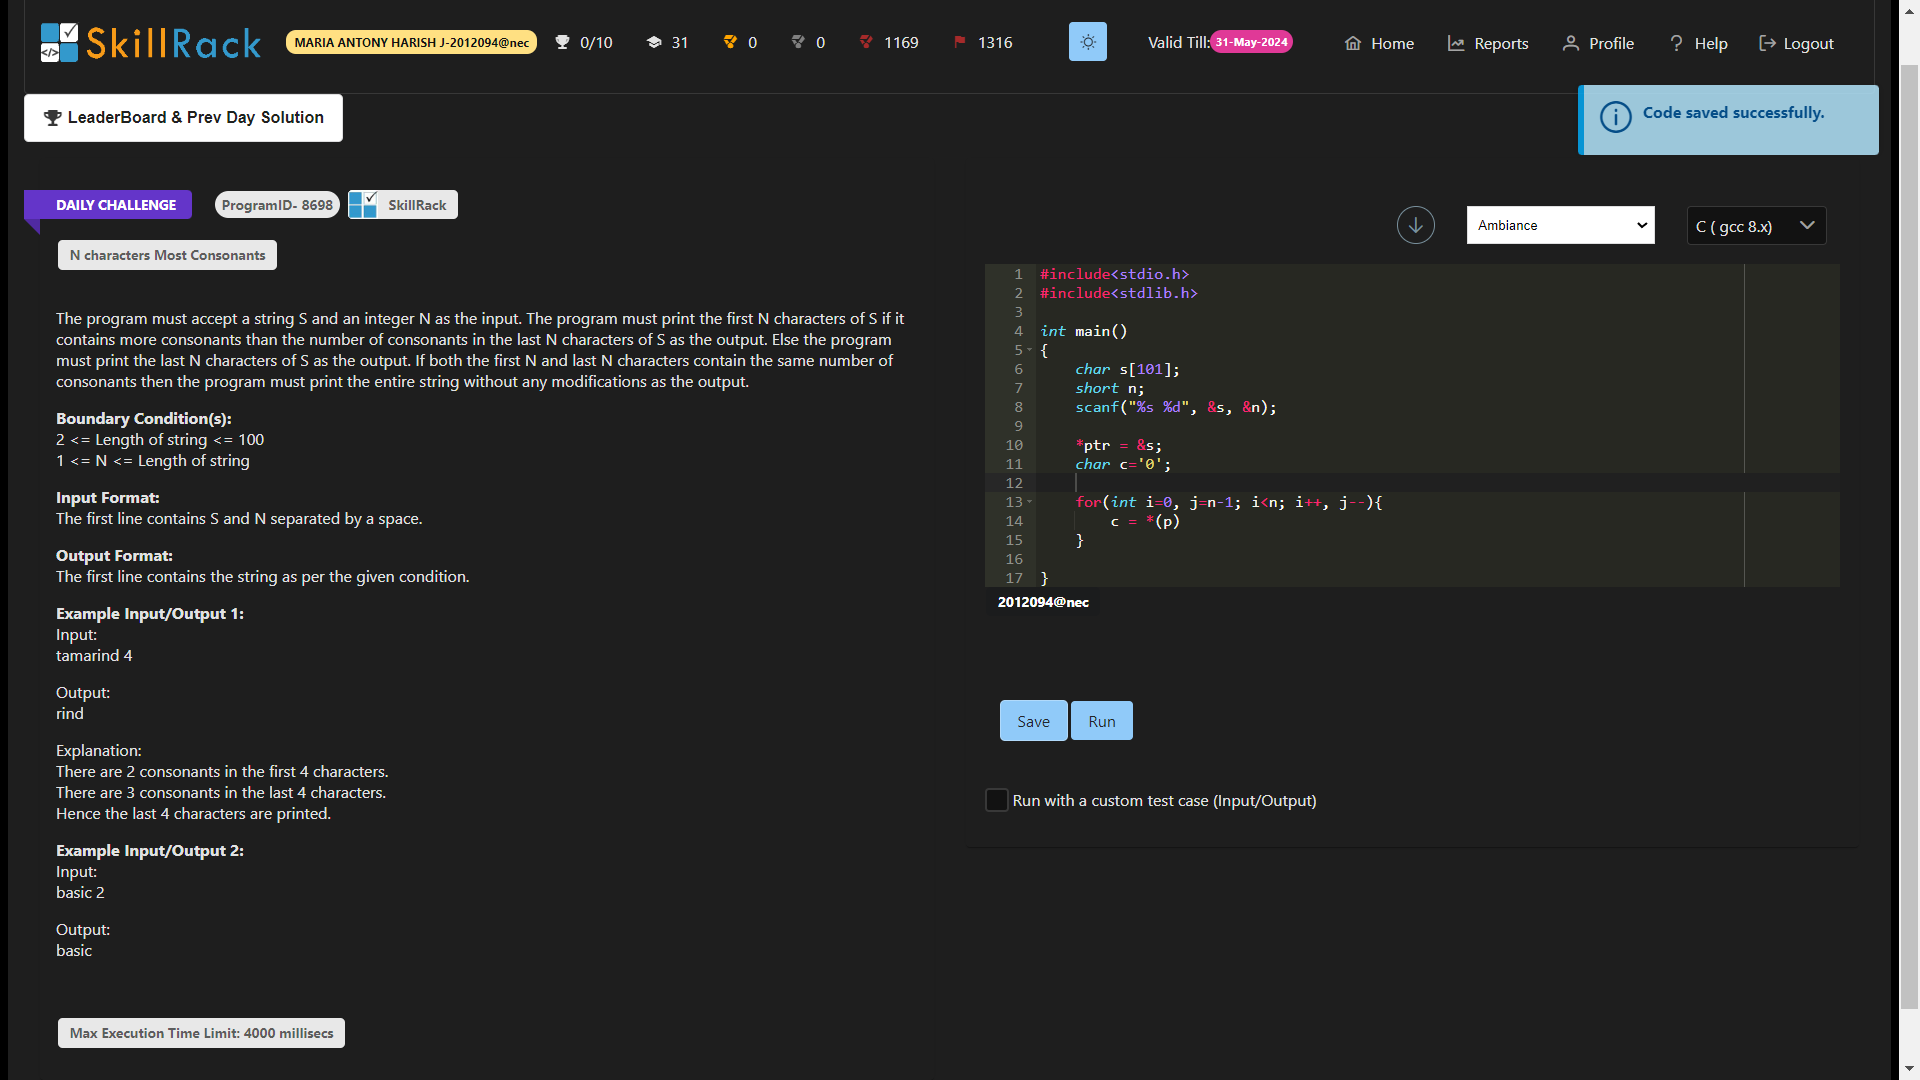 SkillRack
MARIA ANTONY HARISH J-2012094@nec
0/10
31
0
0
1169
1316
Valid Till: 31-May-2024
Home
Reports
Profile
? Help
Logout
LeaderBoard & Prev Day Solution
Code saved successfully.
DAILY CHALLENGE
ProgramID- 8698
SkillRack
Ambiance
C ( gcc 8.x)
N characters Most Consonants
The program must accept a string S and an integer N as the input. The program must print the first N characters of S if it
contains more consonants than the number of consonants in the last N characters of S as the output. Else the program
must print the last N characters of S as the output. If both the first N and last N characters contain the same number of
consonants then the program must print the entire string without any modifications as the output.
Boundary Condition(s):
2 <= Length of string <= 100
1 <= N <= Length of string
Input Format:
The first line contains S and N separated by a space.
Output Format:
The first line contains the string as per the given condition.
Example Input/Output 1:
Input:
tamarind 4
Output:
rind
Explanation:
There are 2 consonants in the first 4 characters.
There are 3 consonants in the last 4 characters.
Hence the last 4 characters are printed.
Example Input/Output 2:
Input:
basic 2
Output:
basic
Max Execution Time Limit: 4000 millisecs
1 #include<stdio.h>
2 #include<stdlib.h>
3
4 int main()
5 {
6 char s[101];
7 short n;
8 scanf("%s %d", &s, &n);
9
10 *ptr = &s;
11 char c='0';
12
13 for(int i=0, j=n-1; i<n; i++, j--){
14 c = *(p)
15 }
16
17 }
2012094@nec
Save
Run
Run with a custom test case (Input/Output)